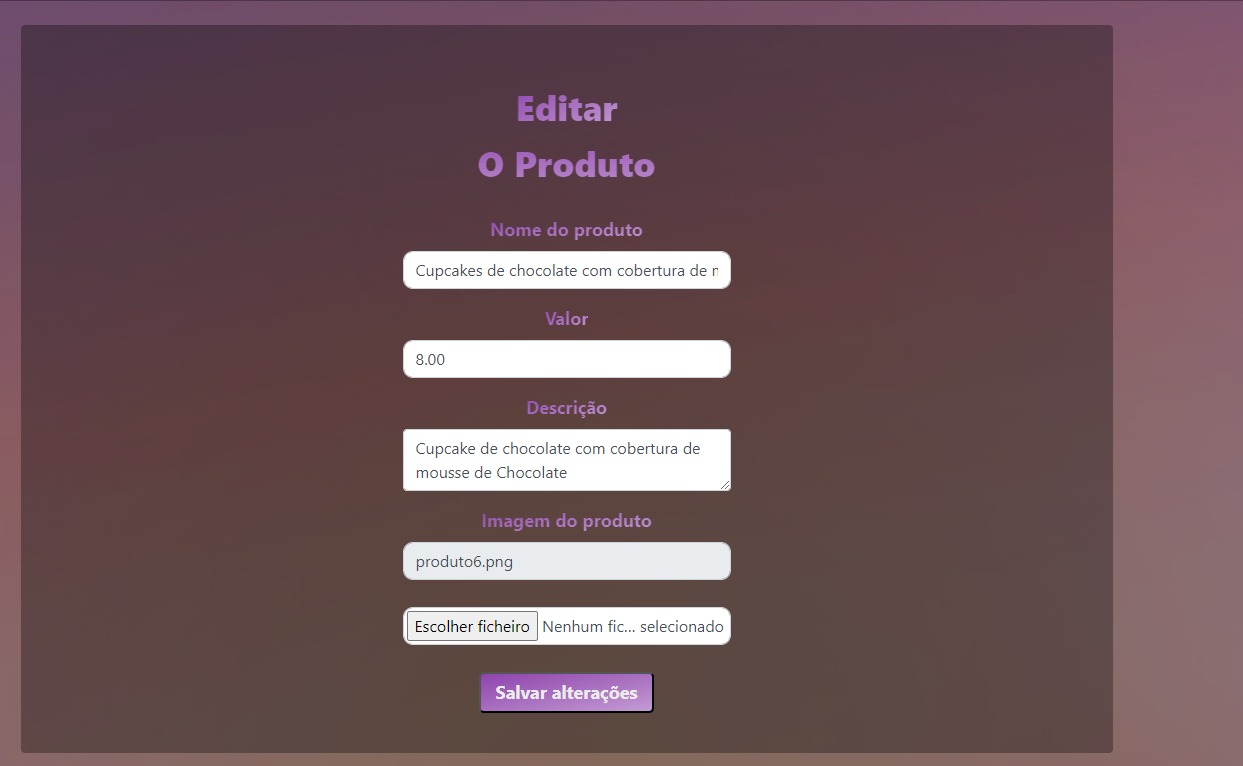 Editar
O Produto
Nome do produto
Cupcakes de chocolate com cobertura de
Valor
8.00
Descrição
Cupcake de chocolate com cobertura de
mousse de Chocolate
Imagem do produto
produto6.png
Escolher ficheiro Nenhum fic... selecionado
Salvar alterações